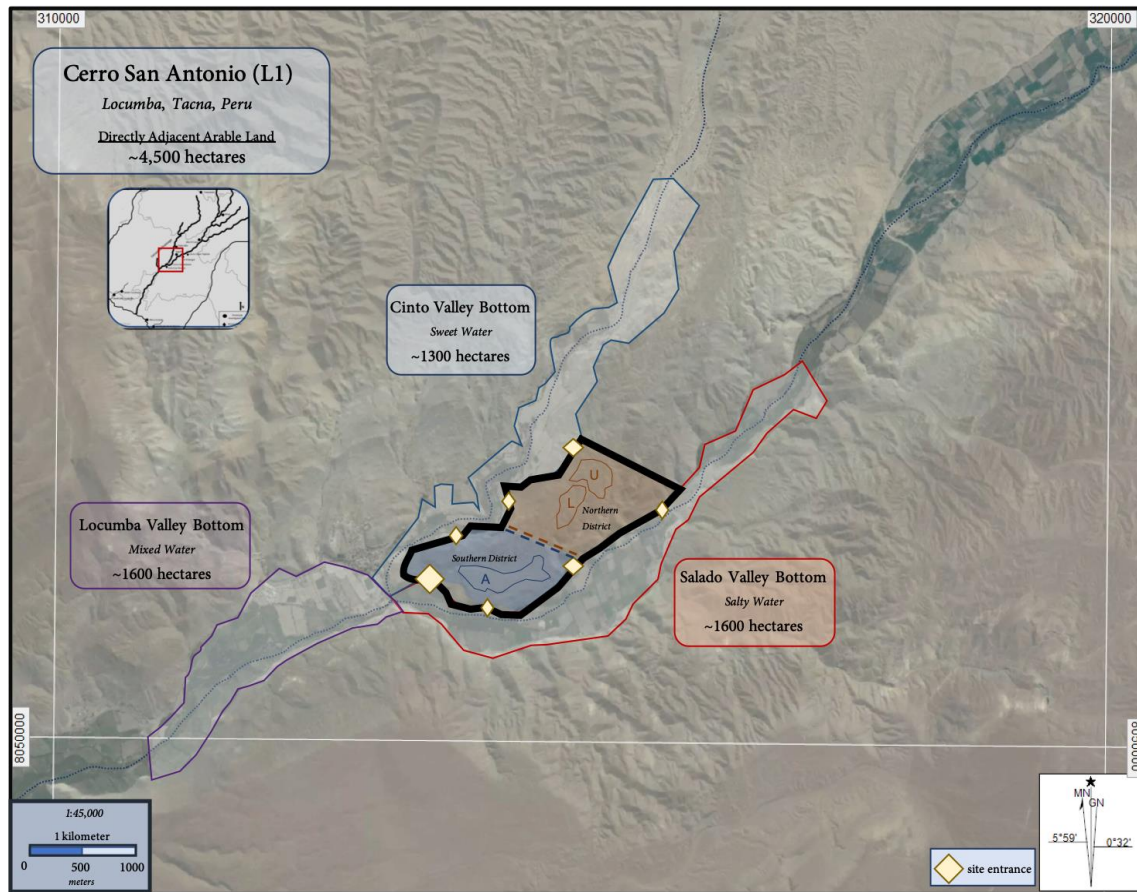 310000
320000
Cerro San Antonio (L1)
Locumba, Tacna, Peru
Directly Adjacent Arable Land
~4,500 hectares
Cinto Valley Bottom
Sweet Water
~1300 hectares
U
L
Northern
District
Locumba Valley Bottom
Mixed Water
~1600 hectares
Southern District
A
Salado Valley Bottom
Salty Water
~1600 hectares
8050000
8050000
1:45,000
1 kilometer
0 500 1000
meters
site entrance
MN
GN
5°59'
0°32'